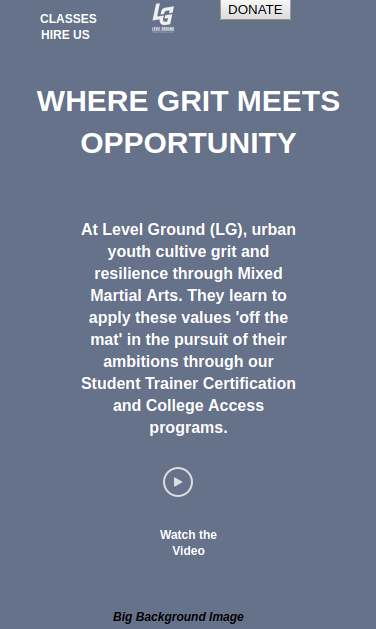 CLASSES
HIRE US
LG
LEVEL GROUND
DONATE
WHERE GRIT MEETS
OPPORTUNITY
At Level Ground (LG), urban
youth cultive grit and
resilience through Mixed
Martial Arts. They learn to
apply these values 'off the
mat' in the pursuit of their
ambitions through our
Student Trainer Certification
and College Access
programs.
Watch the
Video
Big Background Image